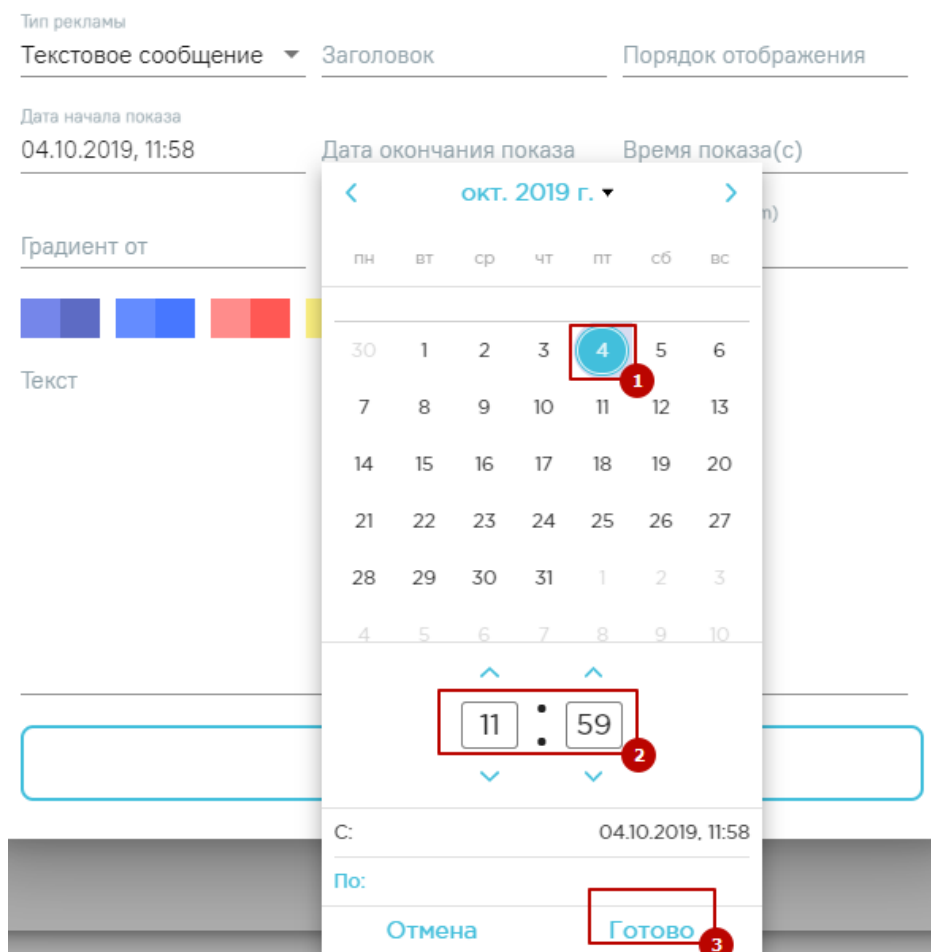 Тип рекламы
Текстовое сообщение Заголовок Порядок отображения
Дата начала показа
04.10.2019, 11:58 Дата окончания показа Время показа(с)
окт. 2019 г.
Градиент от
пн вт ср чт пт сб вс
30 1 2 3 4 5 6
1
Текст
7 8 9 10 11 12 13
14 15 16 17 18 19 20
21 22 23 24 25 26 27
28 29 30 31 1 2 3
4 5 6 7 8 9 10
11 : 59
2
С: 04.10.2019, 11:58
По:
Отмена Готово
3